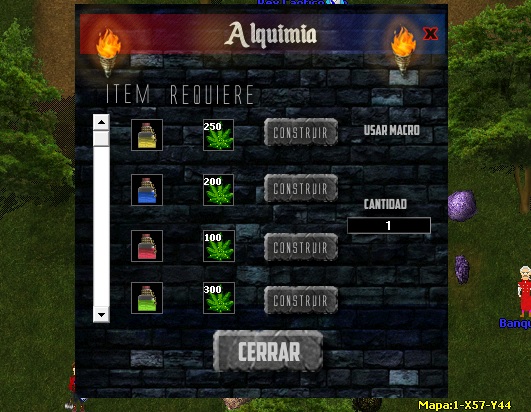 Alquimia
X
ITEM REQUIERE
250 CONSTRUIR USAR MACRO
200 CONSTRUIR
CANTIDAD
1
100 CONSTRUIR
300 CONSTRUIR
CERRAR
Banqu
Mapa:1-X57-Y44